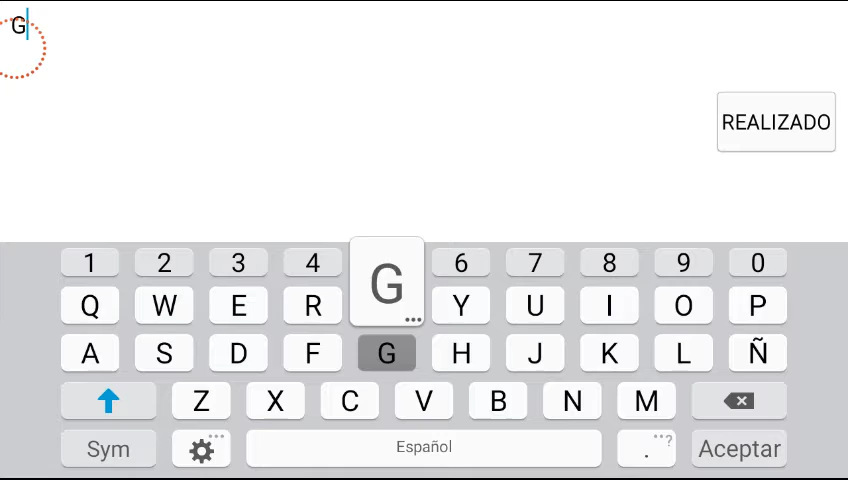 G
REALIZADO
1 2 3 4 6 7 8 9 0
G
Q W E R Y U I O P
A S D F G H J K L Ñ
Z X C V B N M
Sym Español . ? Aceptar